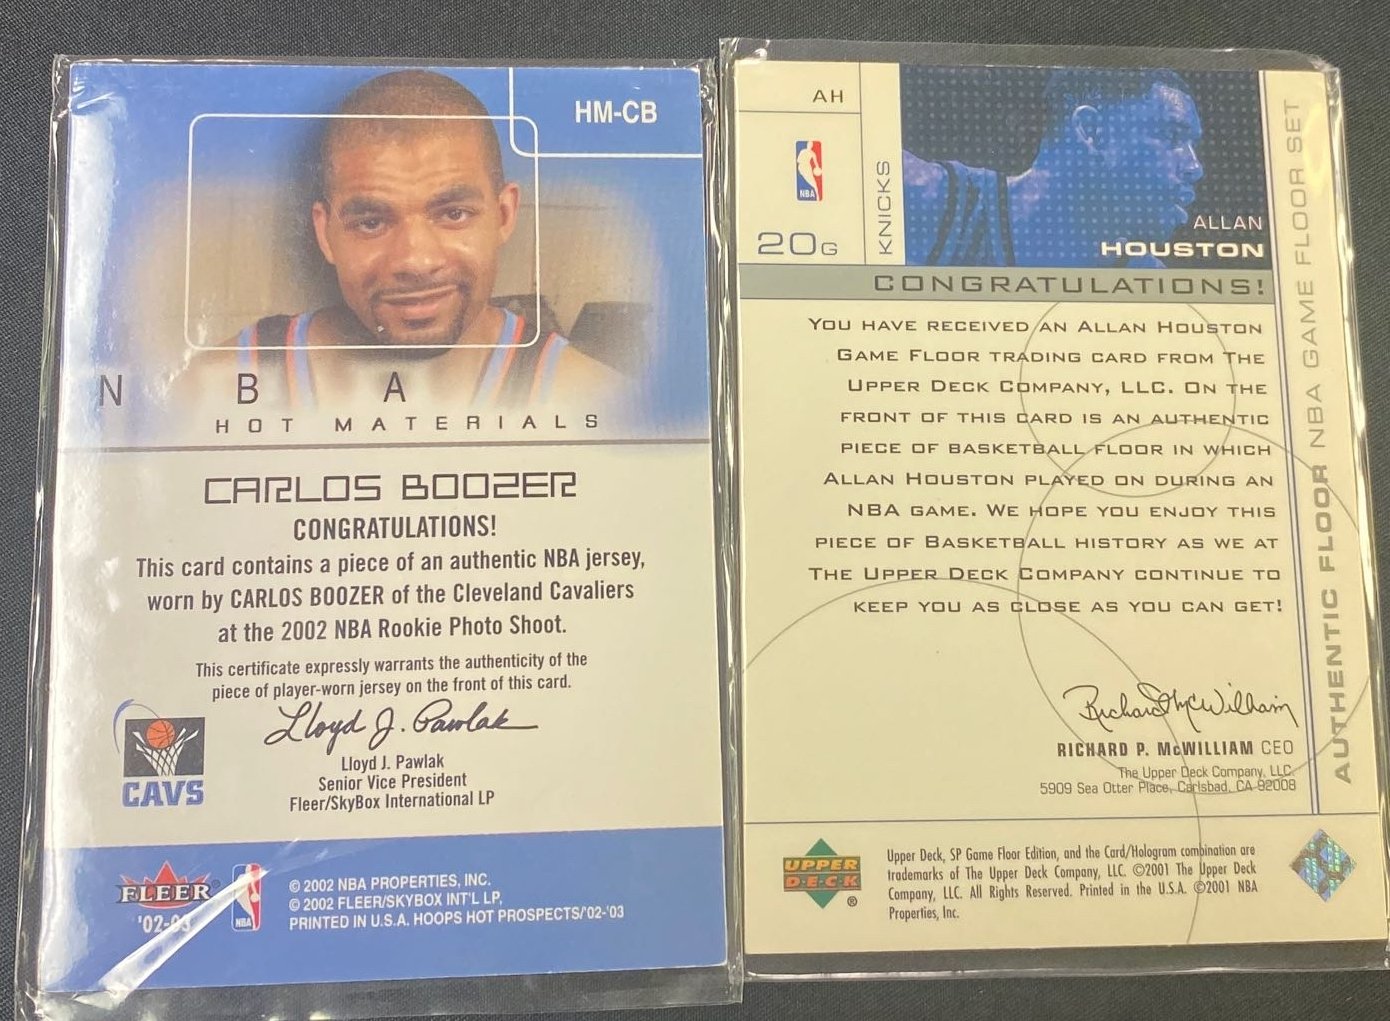 HM-CB
N B A
HOT MATERIALS
CARLOS BOOZER
CONGRATULATIONS!
This card contains a piece of an authentic NBA jersey,
worn by CARLOS BOOZER of the Cleveland Cavaliers
at the 2002 NBA Rookie Photo Shoot.
This certificate expressly warrants the authenticity of the
piece of player-worn jersey on the front of this card.
Lloyd J. Pawlak
Lloyd J. Pawlak
Senior Vice President
Fleer/SkyBox International LP
CAVS
FLEER
'02-03
NBA
© 2002 NBA PROPERTIES, INC.
© 2002 FLEER/SKYBOX INT'L LP,
PRINTED IN U.S.A. HOOPS HOT PROSPECTS/'02-'03
AH
NBA
20G
KNICKS
ALLAN
HOUSTON
CONGRATULATIONS!
YOU HAVE RECEIVED AN ALLAN HOUSTON
GAME FLOOR TRADING CARD FROM THE
UPPER DECK COMPANY, LLC. ON THE
FRONT OF THIS CARD IS AN AUTHENTIC
PIECE OF BASKETBALL FLOOR IN WHICH
ALLAN HOUSTON PLAYED ON DURING AN
NBA GAME. WE HOPE YOU ENJOY THIS
PIECE OF BASKETBALL HISTORY AS WE AT
THE UPPER DECK COMPANY CONTINUE TO
KEEP YOU AS CLOSE AS YOU CAN GET!
Richard P. McWilliam
RICHARD P. McWILLIAM CEO
The Upper Deck Company, LLC.
5909 Sea Otter Place, Carlsbad, CA 92008
UPPER
DECK
®
Upper Deck, SP Game Floor Edition, and the Card/Hologram combination are
trademarks of The Upper Deck Company, LLC. ©2001 The Upper Deck
Company, LLC. All Rights Reserved. Printed in the U.S.A. ©2001 NBA
Properties, Inc.
AUTHENTIC FLOOR NBA GAME FLOOR SET